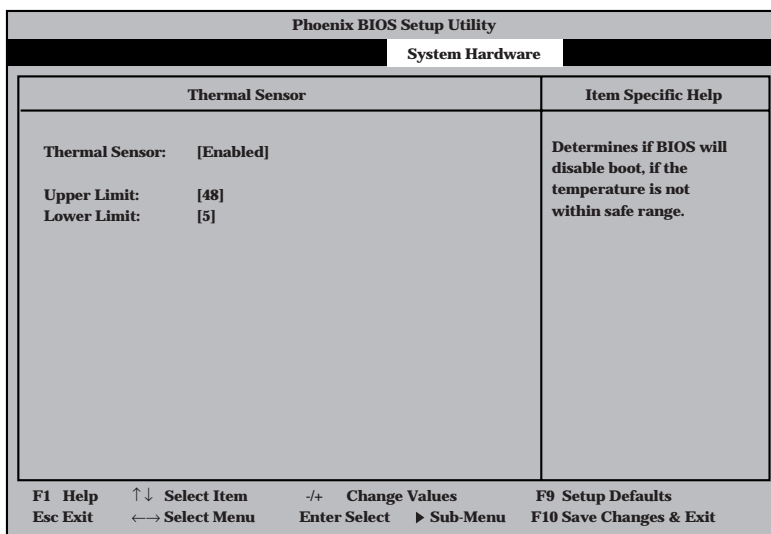 Phoenix BIOS Setup Utility
System Hardware
Thermal Sensor
Item Specific Help
Thermal Sensor: [Enabled]
Upper Limit: [48]
Lower Limit: [5]
Determines if BIOS will
disable boot, if the
temperature is not
within safe range.
F1 Help ↑↓ Select Item -/+ Change Values F9 Setup Defaults
Esc Exit ←→ Select Menu Enter Select ▶ Sub-Menu F10 Save Changes & Exit